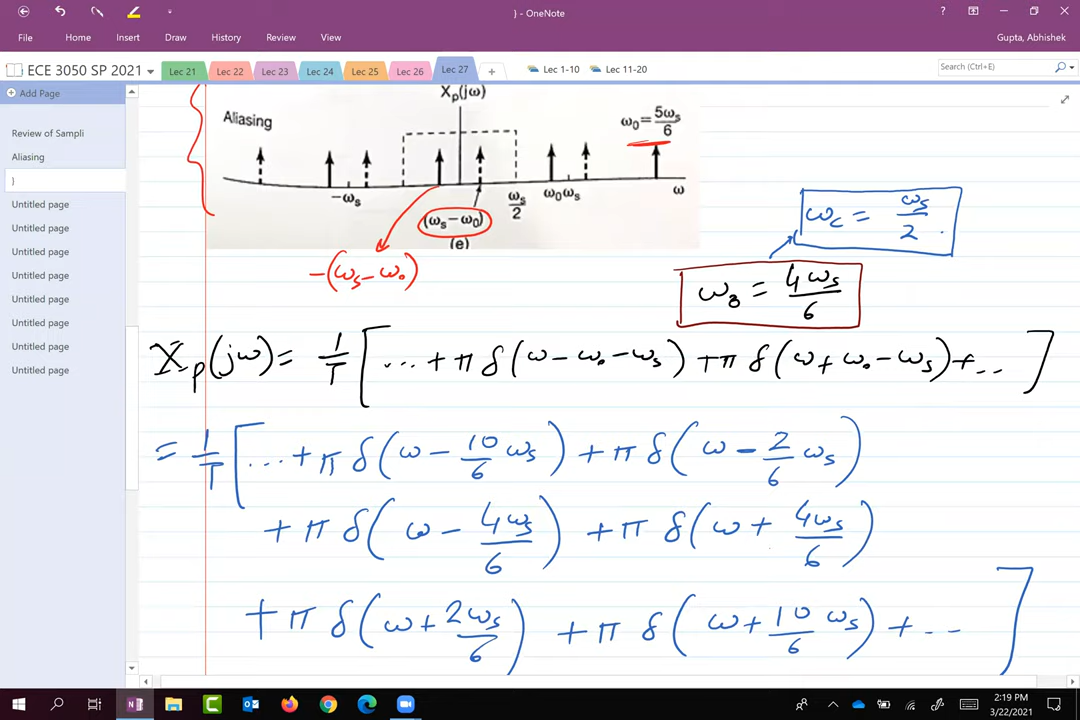 } - OneNote
? 
File Home Insert Draw History Review View Gupta, Abhishek
ECE 3050 SP 2021 Lec 21 Lec 22 Lec 23 Lec 24 Lec 25 Lec 26 Lec 27 + Lec 1-10 Lec 11-20 Search (Ctrl+E)
Add Page
Review of Sampli
Aliasing
}
Untitled page
Untitled page
Untitled page
Untitled page
Untitled page
Untitled page
Untitled page
Untitled page
Xp(jω)
Aliasing
ω₀ = 5ωs/6
-ωs (ωs-ω₀) ωs/2 ω₀ ωs ω
(e)
-(ωs-ω₀)
ωc = ωs/2
ωB = 4ωs/6
Xp(jω) = 1/T [ ... + π δ(ω - ω₀ - ωs) + π δ(ω + ω₀ - ωs) + ... ]
= 1/T [ ... + π δ(ω - 10/6 ωs) + π δ(ω - 2/6 ωs)
+ π δ(ω - 4ωs/6) + π δ(ω + 4ωs/6)
+ π δ(ω + 2ωs/6) + π δ(ω + 10/6 ωs) + ... ]
2:19 PM
3/22/2021